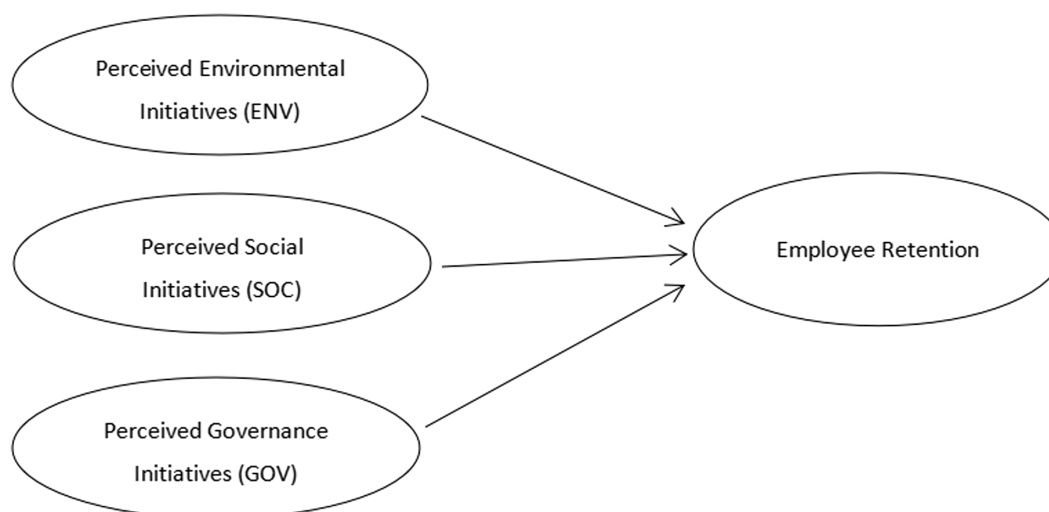 Perceived Environmental
Initiatives (ENV)
Perceived Social
Initiatives (SOC)
Employee Retention
Perceived Governance
Initiatives (GOV)